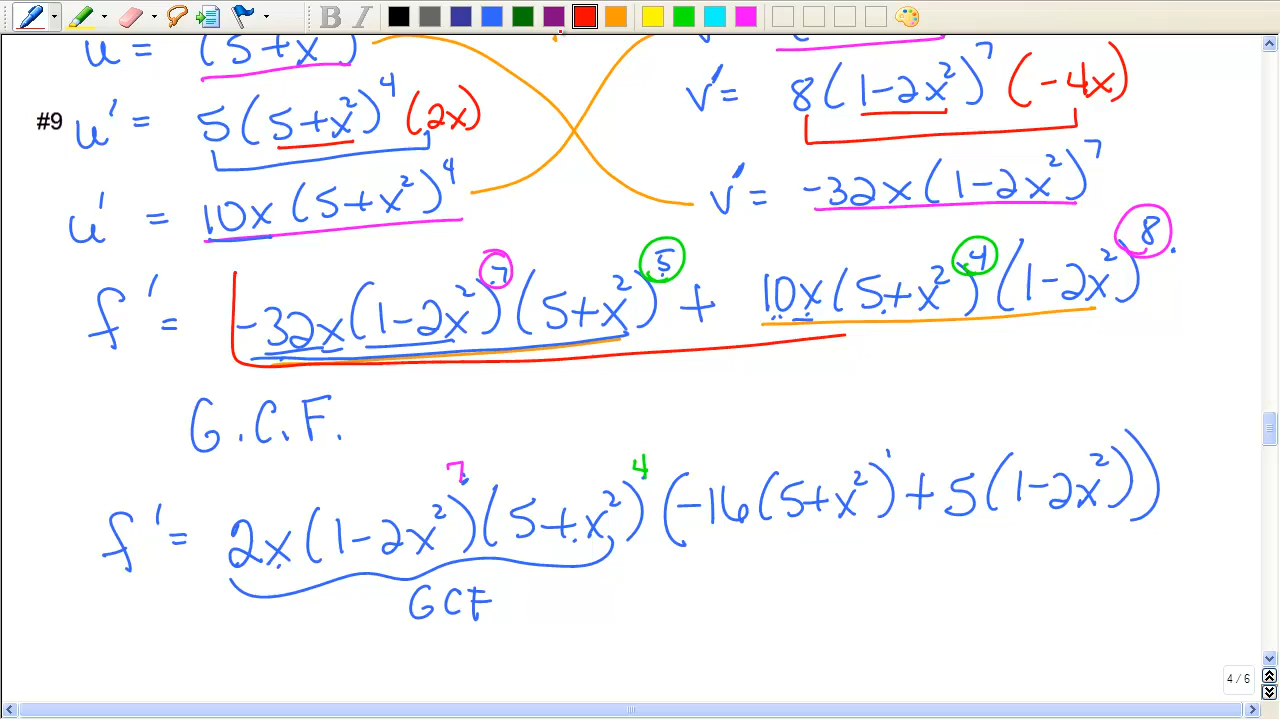 u = (5+x²)
#9 u' = 5(5+x²)⁴(2x) v' = 8(1-2x²)⁷(-4x)
u' = 10x(5+x²)⁴ v' = -32x(1-2x²)⁷
f' = -32x(1-2x²)⁷(5+x²)⁵ + 10x(5+x²)⁴(1-2x²)⁸
G.C.F.
f' = 2x(1-2x²)⁷(5+x²)⁴(-16(5+x²)¹ + 5(1-2x²))
GCF
4 / 6